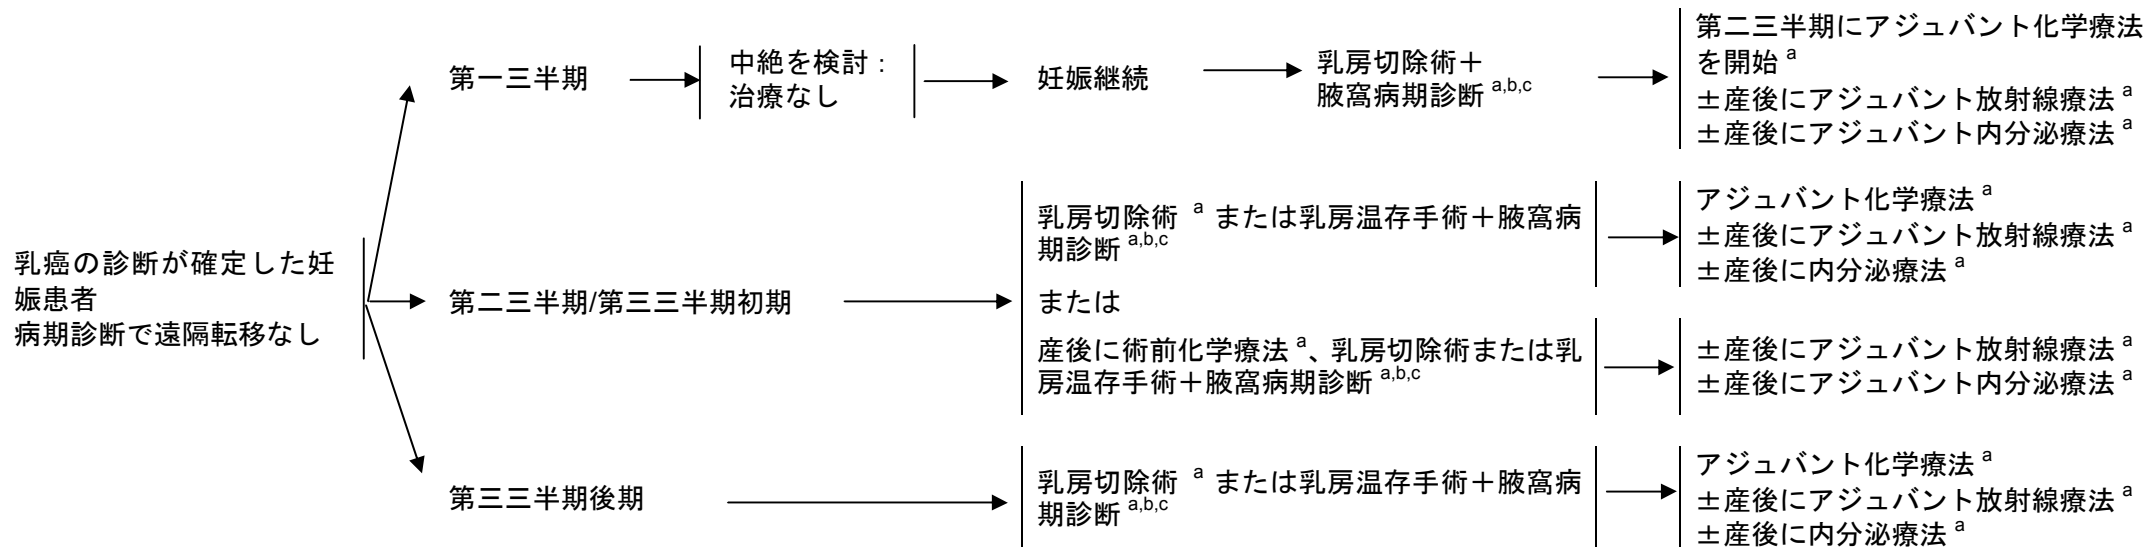 第一三半期
中絶を検討：
治療なし
妊娠継続
乳房切除術＋
腋窩病期診断 a,b,c
第二三半期にアジュバント化学療法
を開始 a
±産後にアジュバント放射線療法 a
±産後にアジュバント内分泌療法 a
乳癌の診断が確定した妊
娠患者
病期診断で遠隔転移なし
第二三半期/第三三半期初期
乳房切除術 a または乳房温存手術＋腋窩病
期診断 a,b,c
または
産後に術前化学療法 a、乳房切除術または乳
房温存手術＋腋窩病期診断 a,b,c
アジュバント化学療法 a
±産後にアジュバント放射線療法 a
±産後に内分泌療法 a
±産後にアジュバント放射線療法 a
±産後にアジュバント内分泌療法 a
第三三半期後期
乳房切除術 a または乳房温存手術＋腋窩病
期診断 a,b,c
アジュバント化学療法 a
±産後にアジュバント放射線療法 a
±産後に内分泌療法 a